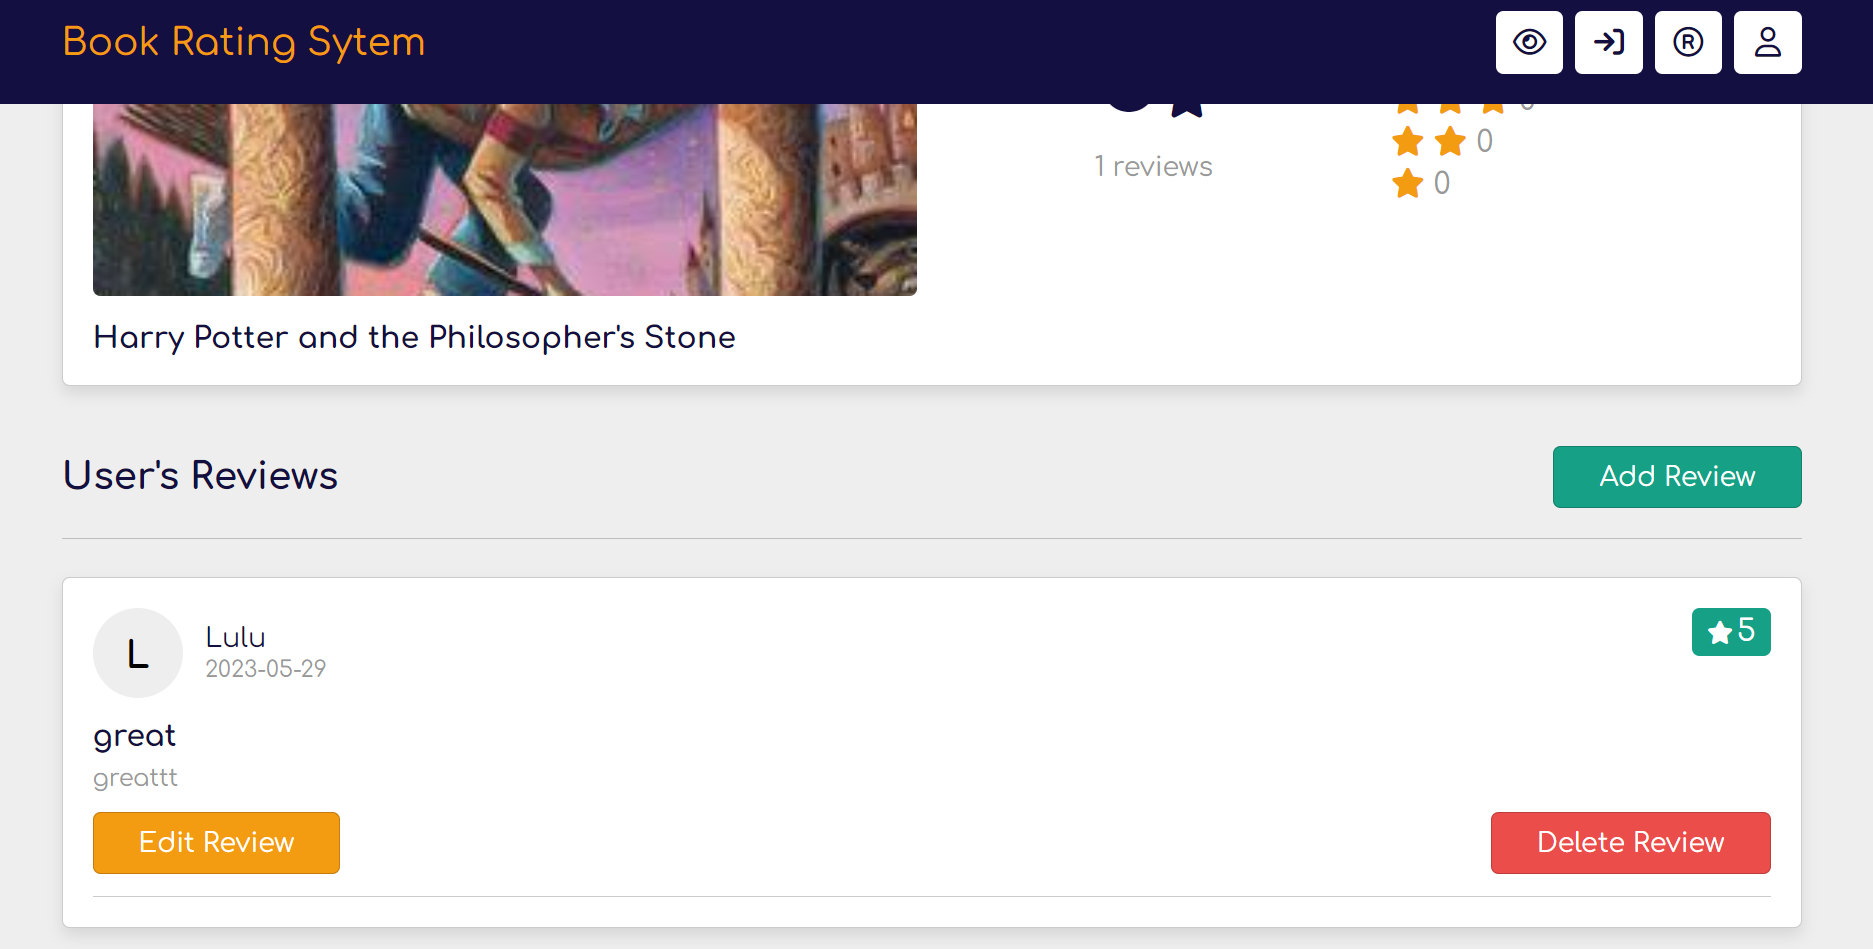 Book Rating Sytem
®
1 reviews
0
0
Harry Potter and the Philosopher's Stone
User's Reviews
Add Review
L
Lulu
2023-05-29
5
great
greattt
Edit Review
Delete Review